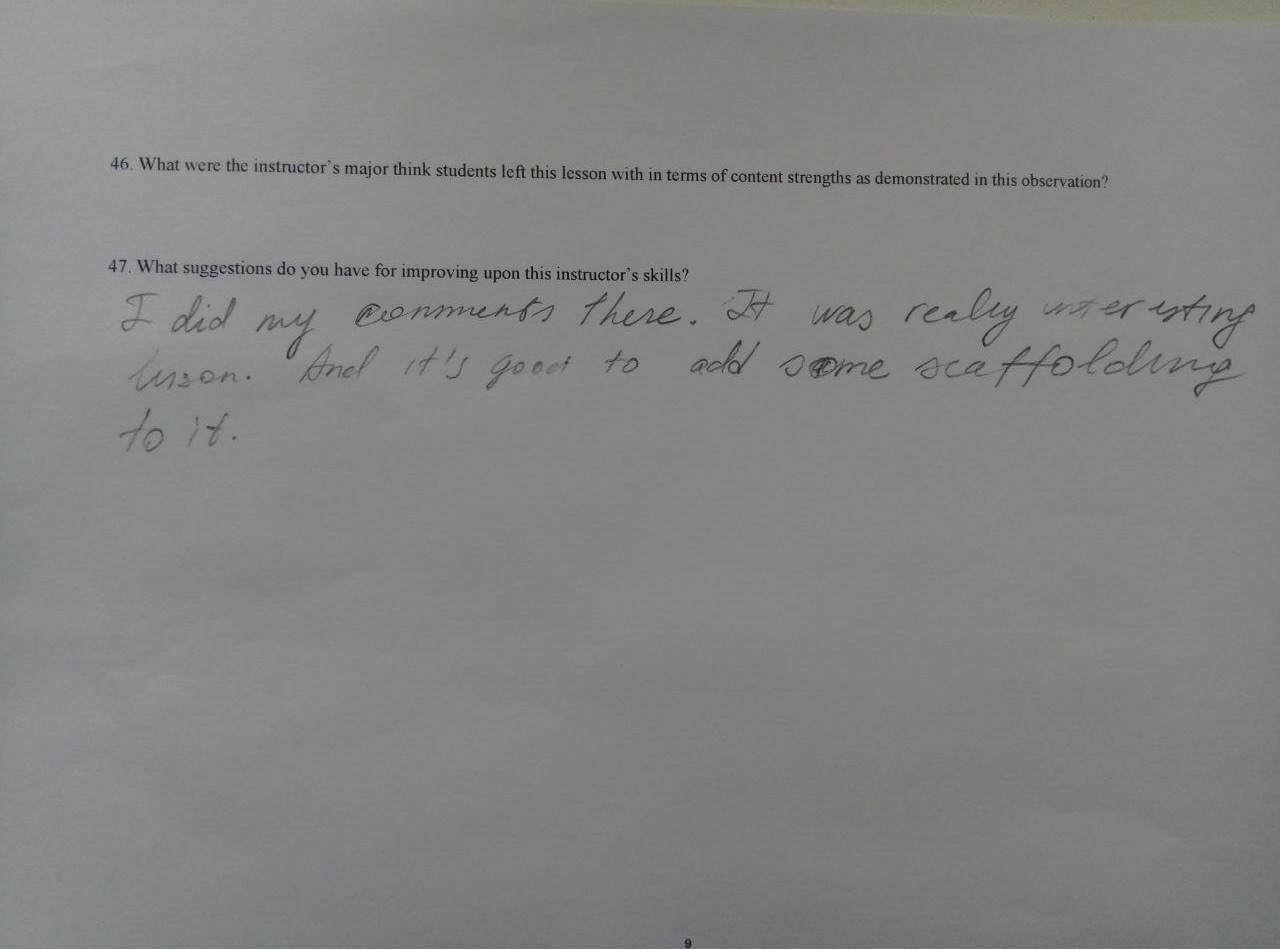 46. What were the instructor's major think students left this lesson with in terms of content strengths as demonstrated in this observation?
47. What suggestions do you have for improving upon this instructor's skills?
I did my comments there. It was realy interesting
lesson. And it's good to add some scaffolding
to it.
9